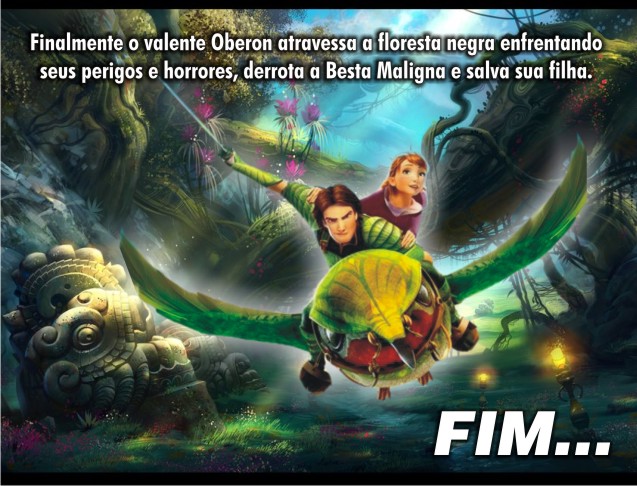 Finalmente o valente Oberon atravessa a floresta negra enfrentando
seus perigos e horrores, derrota a Besta Maligna e salva sua filha.
FIM...